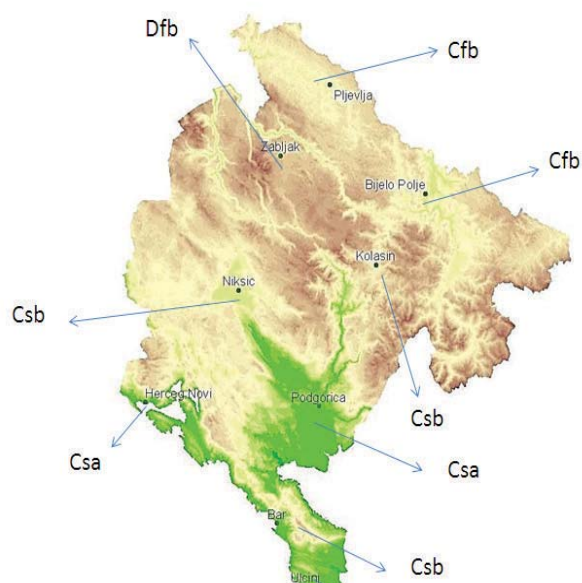 Dfb
Cfb
Pljevlja
Zabljak
Cfb
Bijelo Polje
Kolasin
Niksic
Csb
Herceg Novi
Podgorica
Csb
Csa
Csa
Bar
Csb
Ulcinj